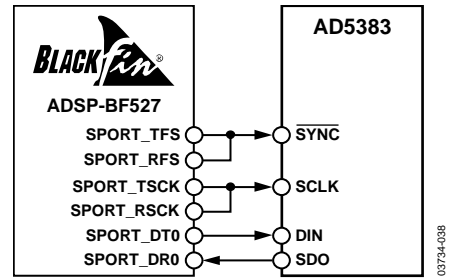 BLACKfin®
ADSP-BF527
SPORT_TFS
SPORT_RFS
SPORT_TSCK
SPORT_RSCK
SPORT_DT0
SPORT_DR0
AD5383
SYNC
SCLK
DIN
SDO
03734-038